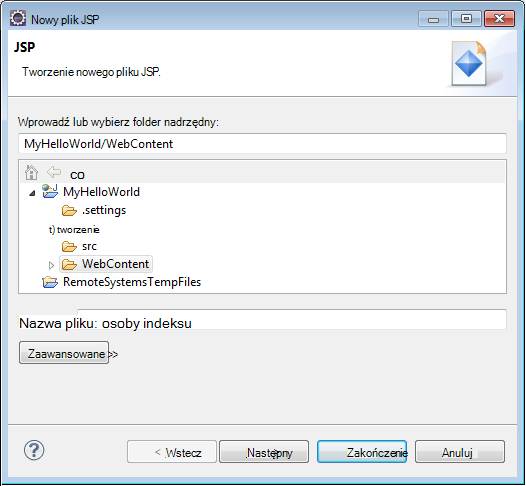 Nowy plik JSP
JSP
Tworzenie nowego pliku JSP.
Wprowadź lub wybierz folder nadrzędny:
MyHelloWorld/WebContent
co
MyHelloWorld
.settings
t) tworzenie
src
WebContent
RemoteSystemsTempFiles
Nazwa pliku: osoby indeksu
Zaawansowane >>
? < Wstecz Następny Zakończenie Anuluj